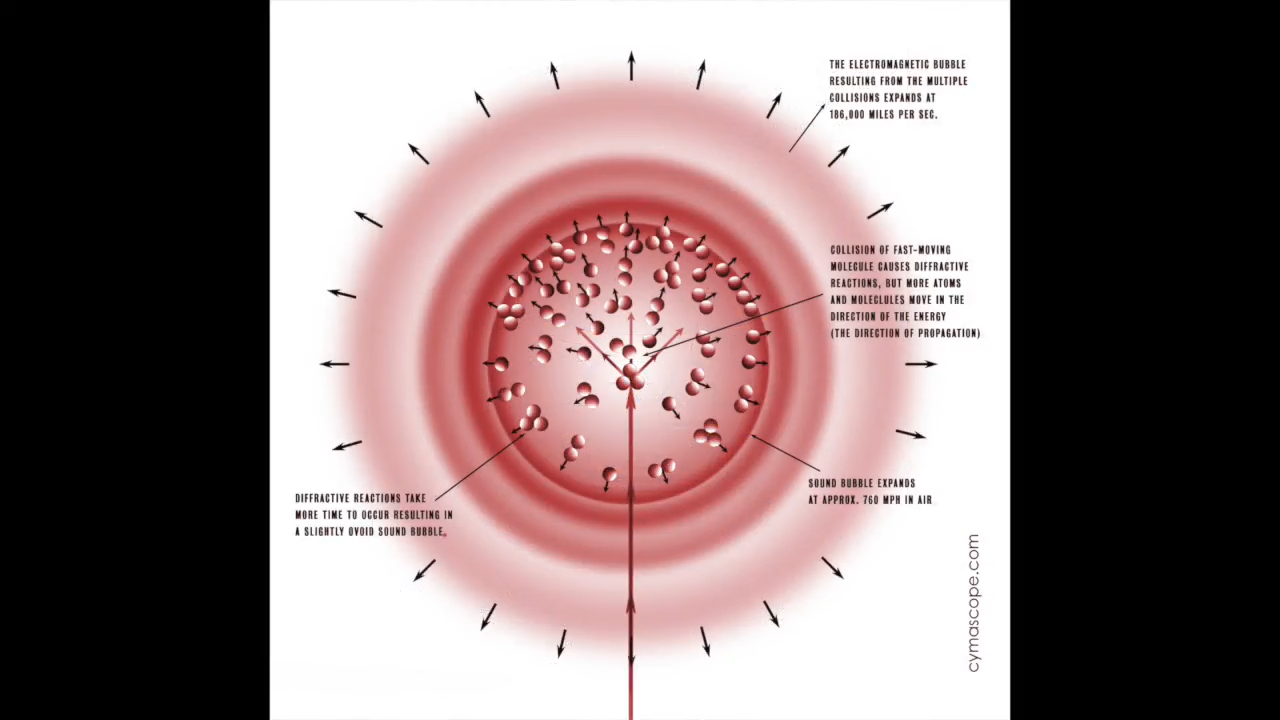 THE ELECTROMAGNETIC BUBBLE
RESULTING FROM THE MULTIPLE
COLLISIONS EXPANDS AT
186,000 MILES PER SEC.
COLLISION OF FAST-MOVING
MOLECULE CAUSES DIFFRACTIVE
REACTIONS, BUT MORE ATOMS
AND MOLECLULES MOVE IN THE
DIRECTION OF THE ENERGY
(THE DIRECTION OF PROPAGATION)
SOUND BUBBLE EXPANDS
AT APPROX. 760 MPH IN AIR
DIFFRACTIVE REACTIONS TAKE
MORE TIME TO OCCUR RESULTING IN
A SLIGHTLY OVOID SOUND BUBBLE.
cymascope.com